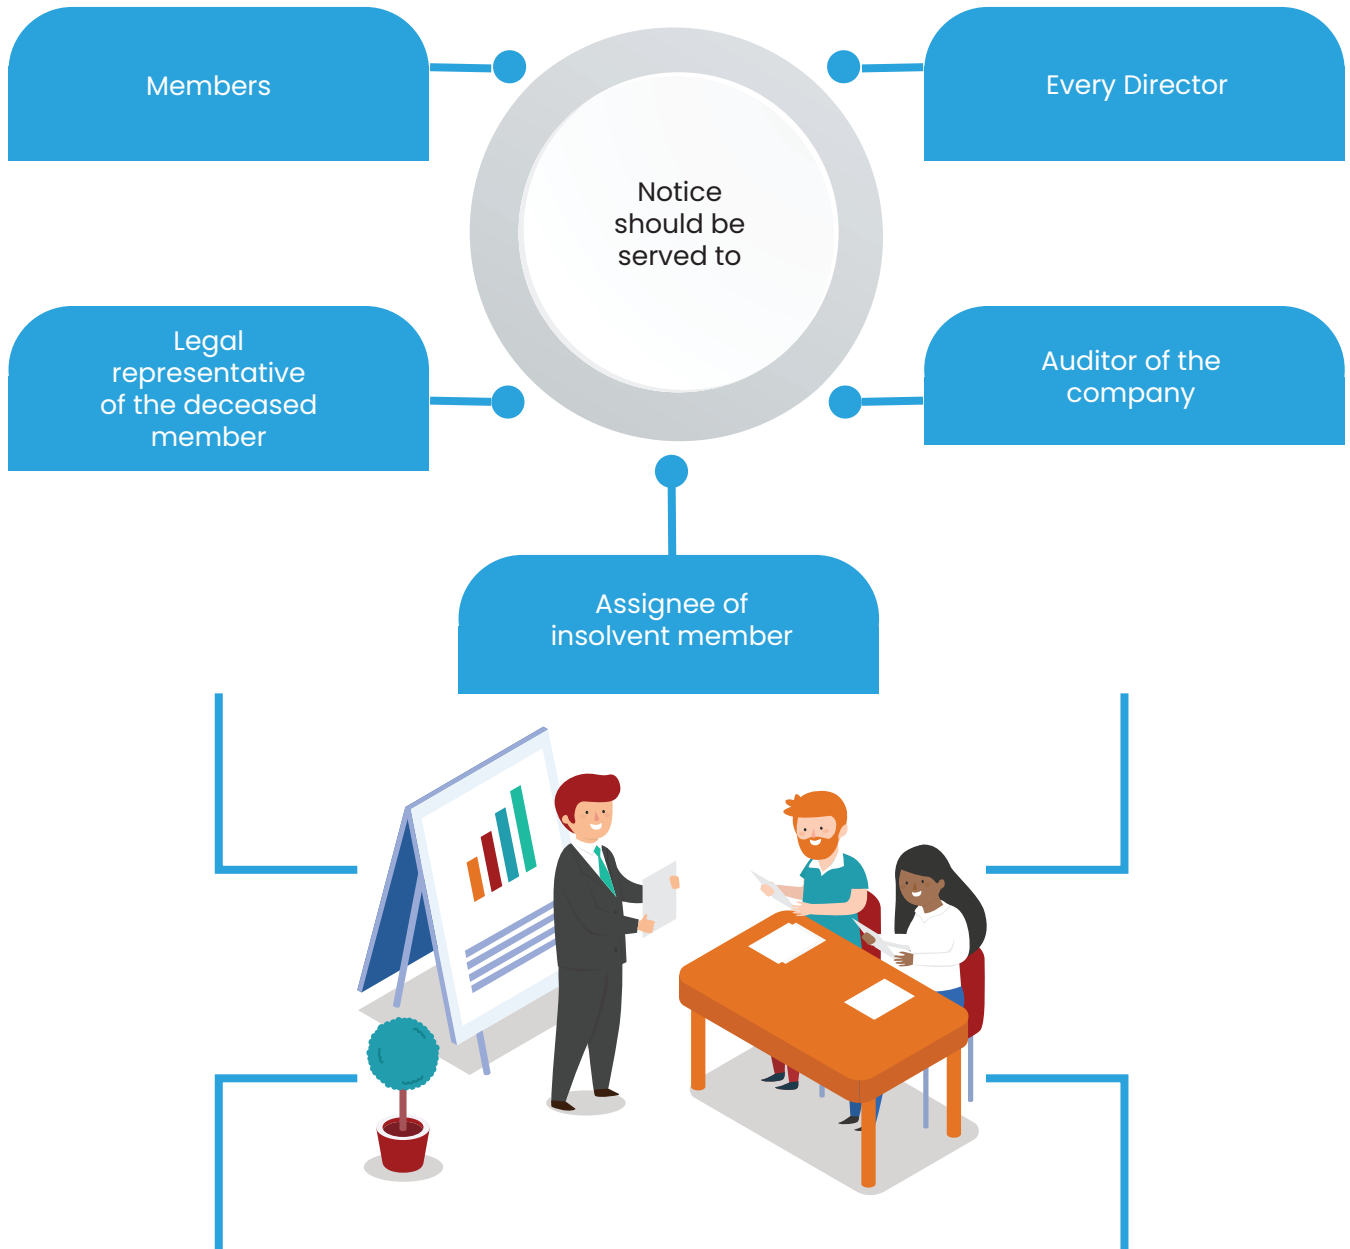 Members
Every Director
Notice
should be
served to
Legal
representative
of the deceased
member
Auditor of the
company
Assignee of
insolvent member